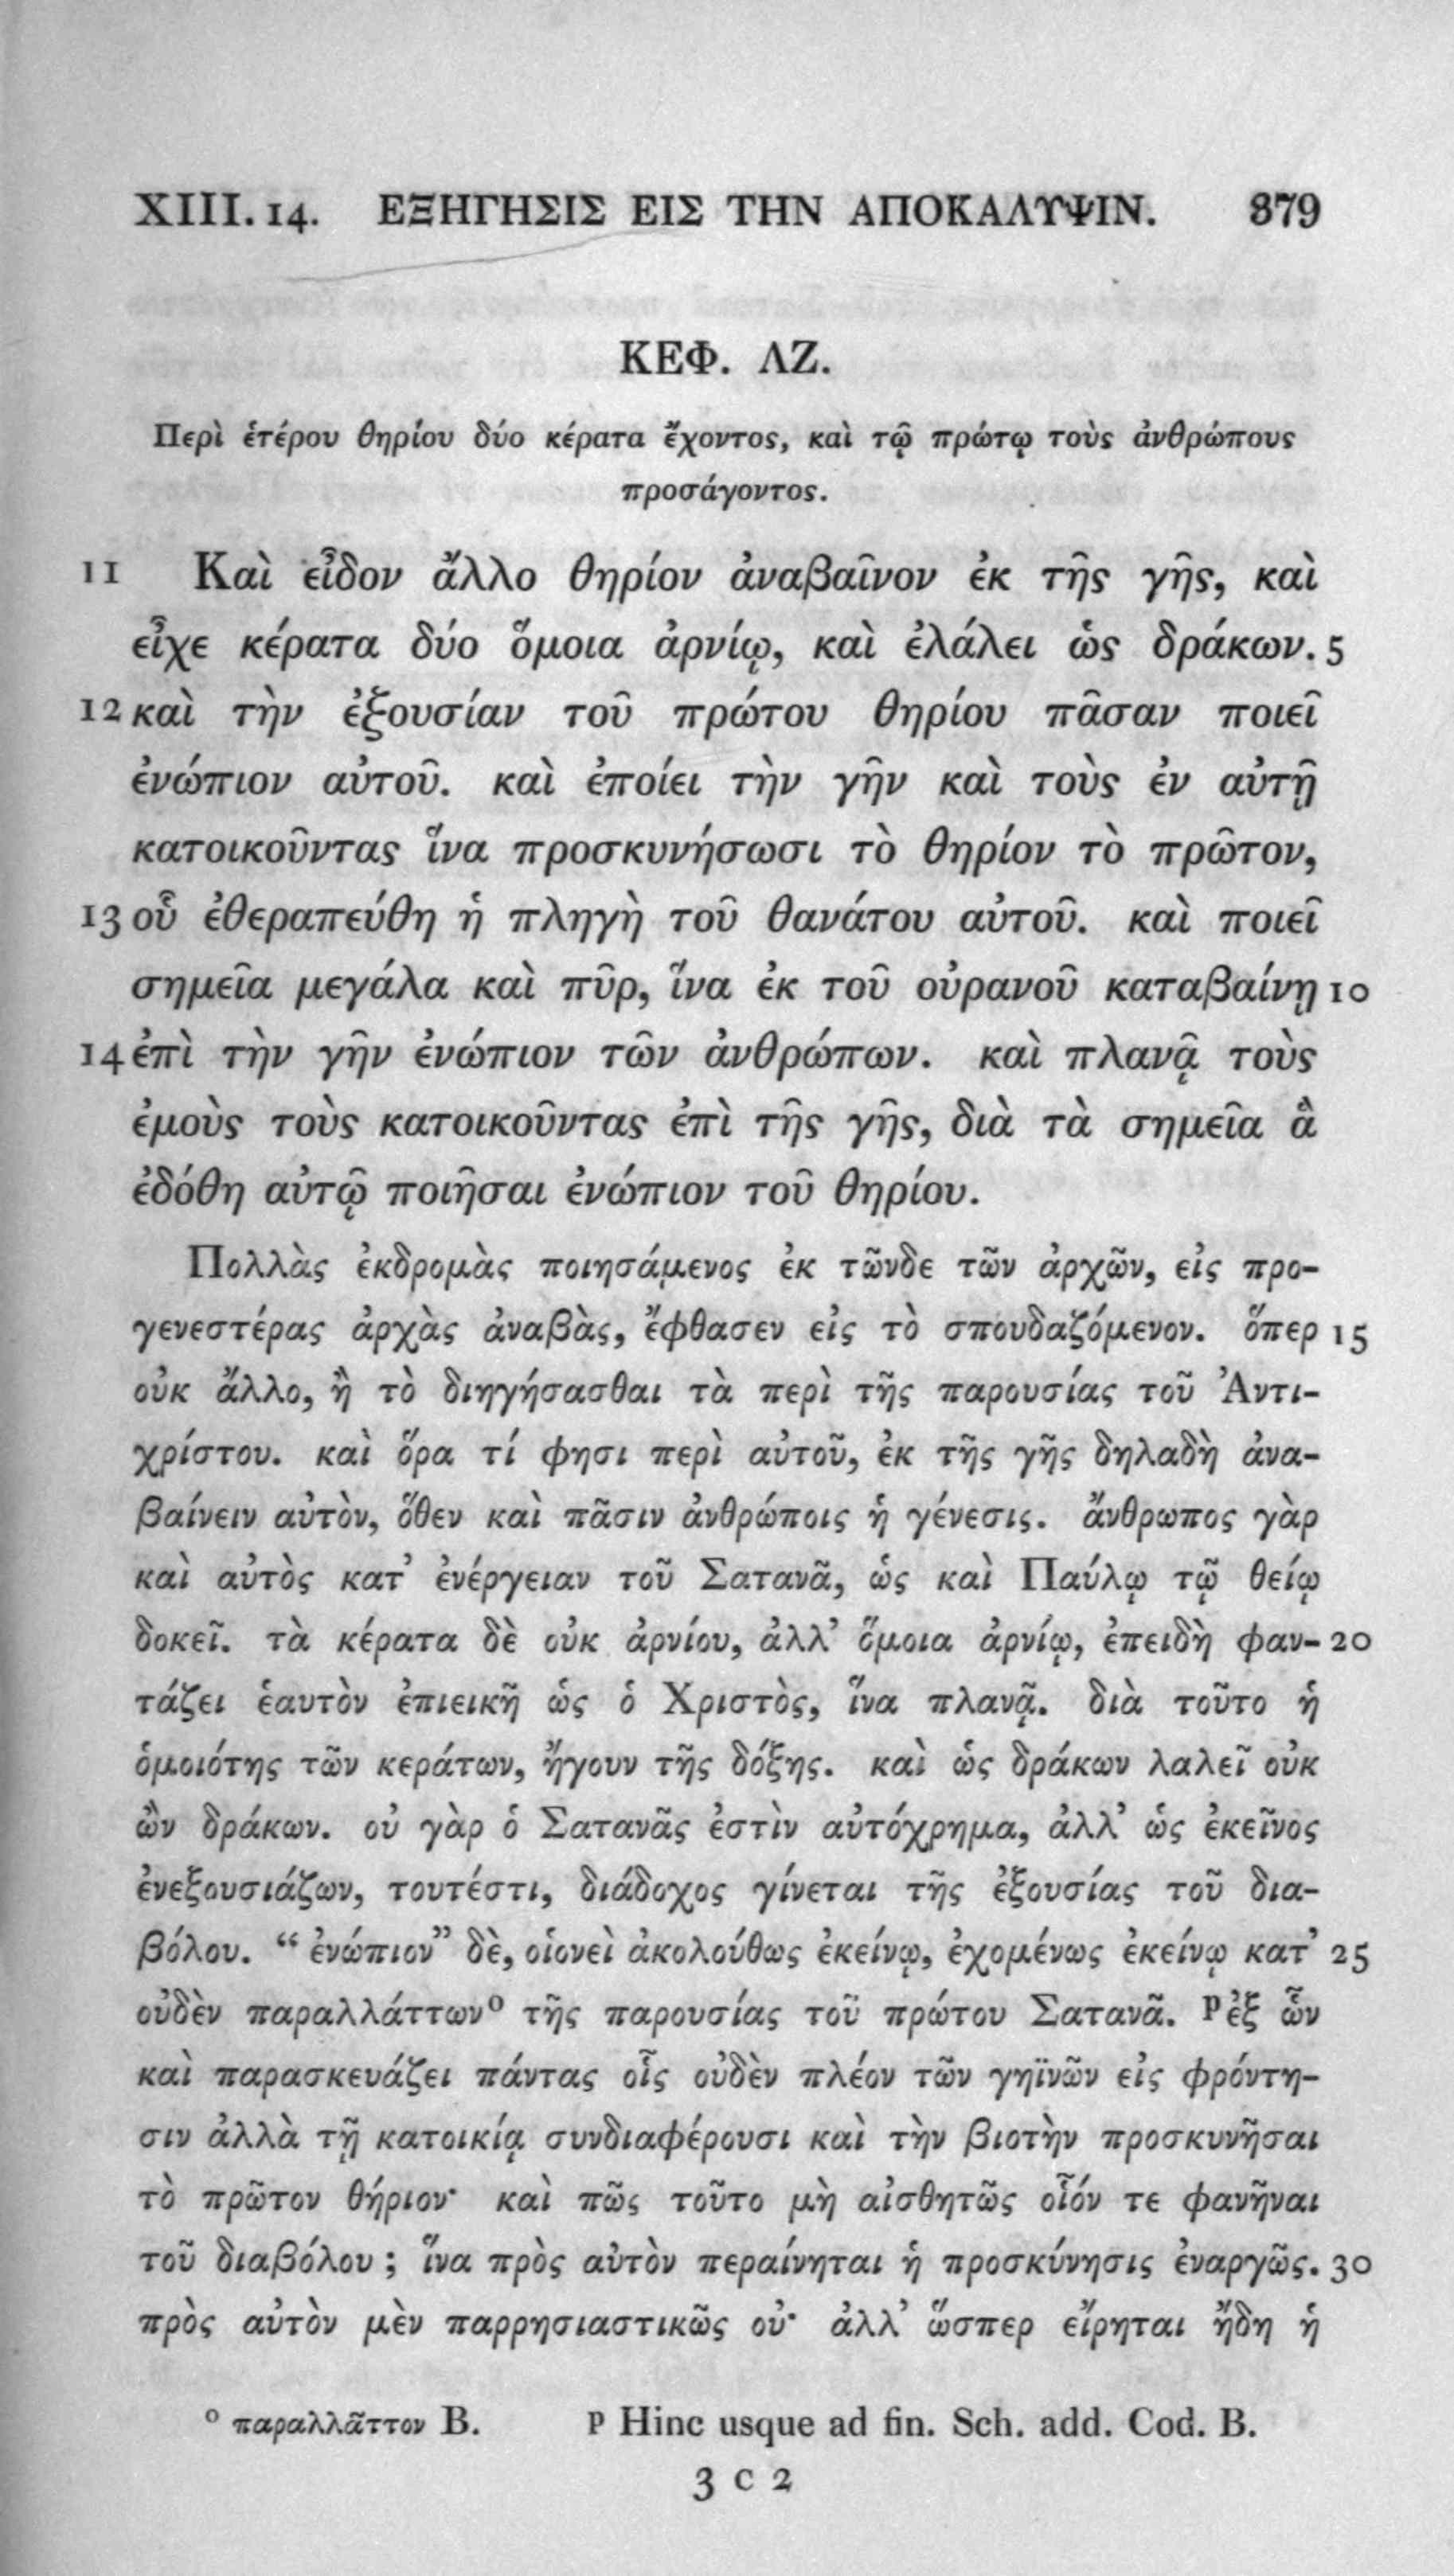 XIII. 14. ΕΞΗΓΗΣΙΣ ΕΙΣ ΤΗΝ ΑΠΟΚΑΛΥΨΙΝ. 379
ΚΕΦ. ΛΖ.
Περὶ ἑτέρου θηρίου δύο κέρατα ἔχοντος, καὶ τῷ πρώτῳ τοὺς ἀνθρώπους
προσάγοντος.
11 Καὶ εἶδον ἄλλο θηρίον ἀναβαῖνον ἐκ τῆς γῆς, καὶ
εἶχε κέρατα δύο ὅμοια ἀρνίῳ, καὶ ἐλάλει ὡς δράκων. 5
12 καὶ τὴν ἐξουσίαν τοῦ πρώτου θηρίου πᾶσαν ποιεῖ
ἐνώπιον αὐτοῦ. καὶ ἐποίει τὴν γῆν καὶ τοὺς ἐν αὐτῇ
κατοικοῦντας ἵνα προσκυνήσωσι τὸ θηρίον τὸ πρῶτον,
13 οὗ ἐθεραπεύθη ἡ πληγὴ τοῦ θανάτου αὐτοῦ. καὶ ποιεῖ
σημεῖα μεγάλα καὶ πῦρ, ἵνα ἐκ τοῦ οὐρανοῦ καταβαίνῃ 10
14 ἐπὶ τὴν γῆν ἐνώπιον τῶν ἀνθρώπων. καὶ πλανᾷ τοὺς
ἐμοὺς τοὺς κατοικοῦντας ἐπὶ τῆς γῆς, διὰ τὰ σημεῖα ἃ
ἐδόθη αὐτῷ ποιῆσαι ἐνώπιον τοῦ θηρίου.
Πολλὰς ἐκδρομὰς ποιησάμενος ἐκ τῶνδε τῶν ἀρχῶν, εἰς προ-
γενεστέρας ἀρχὰς ἀναβὰς, ἔφθασεν εἰς τὸ σπουδαζόμενον. ὅπερ 15
οὐκ ἄλλο, ἢ τὸ διηγήσασθαι τὰ περὶ τῆς παρουσίας τοῦ Ἀντι-
χρίστου. καὶ ὅρα τί φησι περὶ αὐτοῦ, ἐκ τῆς γῆς δηλαδὴ ἀνα-
βαίνειν αὐτὸν, ὅθεν καὶ πᾶσιν ἀνθρώποις ἡ γένεσις. ἄνθρωπος γὰρ
καὶ αὐτὸς κατ’ ἐνέργειαν τοῦ Σατανᾶ, ὡς καὶ Παύλῳ τῷ θείῳ
δοκεῖ. τὰ κέρατα δὲ οὐκ ἀρνίου, ἀλλ’ ὅμοια ἀρνίῳ, ἐπειδὴ φαν- 20
τάζει ἑαυτὸν ἐπιεικῆ ὡς ὁ Χριστὸς, ἵνα πλανᾷ. διὰ τοῦτο ἡ
ὁμοιότης τῶν κεράτων, ἤγουν τῆς δόξης. καὶ ὡς δράκων λαλεῖ οὐκ
ὢν δράκων. οὐ γὰρ ὁ Σατανᾶς ἐστὶν αὐτόχρημα, ἀλλ’ ὡς ἐκεῖνος
ἐνεξουσιάζων, τουτέστι, διάδοχος γίνεται τῆς ἐξουσίας τοῦ δια-
βόλου. “ ἐνώπιον” δὲ, οἱονεὶ ἀκολούθως ἐκείνῳ, ἐχομένως ἐκείνῳ κατ’ 25
οὐδὲν παραλλάττων ᵒ τῆς παρουσίας τοῦ πρώτου Σατανᾶ. ᵖ ἐξ ὧν
καὶ παρασκευάζει πάντας οἷς οὐδὲν πλέον τῶν γηϊνῶν εἰς φρόντη-
σιν ἀλλὰ τῇ κατοικίᾳ συνδιαφέρουσι καὶ τὴν βιοτὴν προσκυνῆσαι
τὸ πρῶτον θήριον· καὶ πῶς τοῦτο μὴ αἰσθητῶς οἷόν τε φανῆναι
τοῦ διαβόλου ; ἵνα πρὸς αὐτὸν περαίνηται ἡ προσκύνησις ἐναργῶς. 30
πρὸς αὐτὸν μὲν παρρησιαστικῶς οὐ· ἀλλ’ ὥσπερ εἴρηται ἤδη ἡ
ᵒ παραλλᾶττον B. ᵖ Hinc usque ad fin. Sch. add. Cod. B.
3 C 2